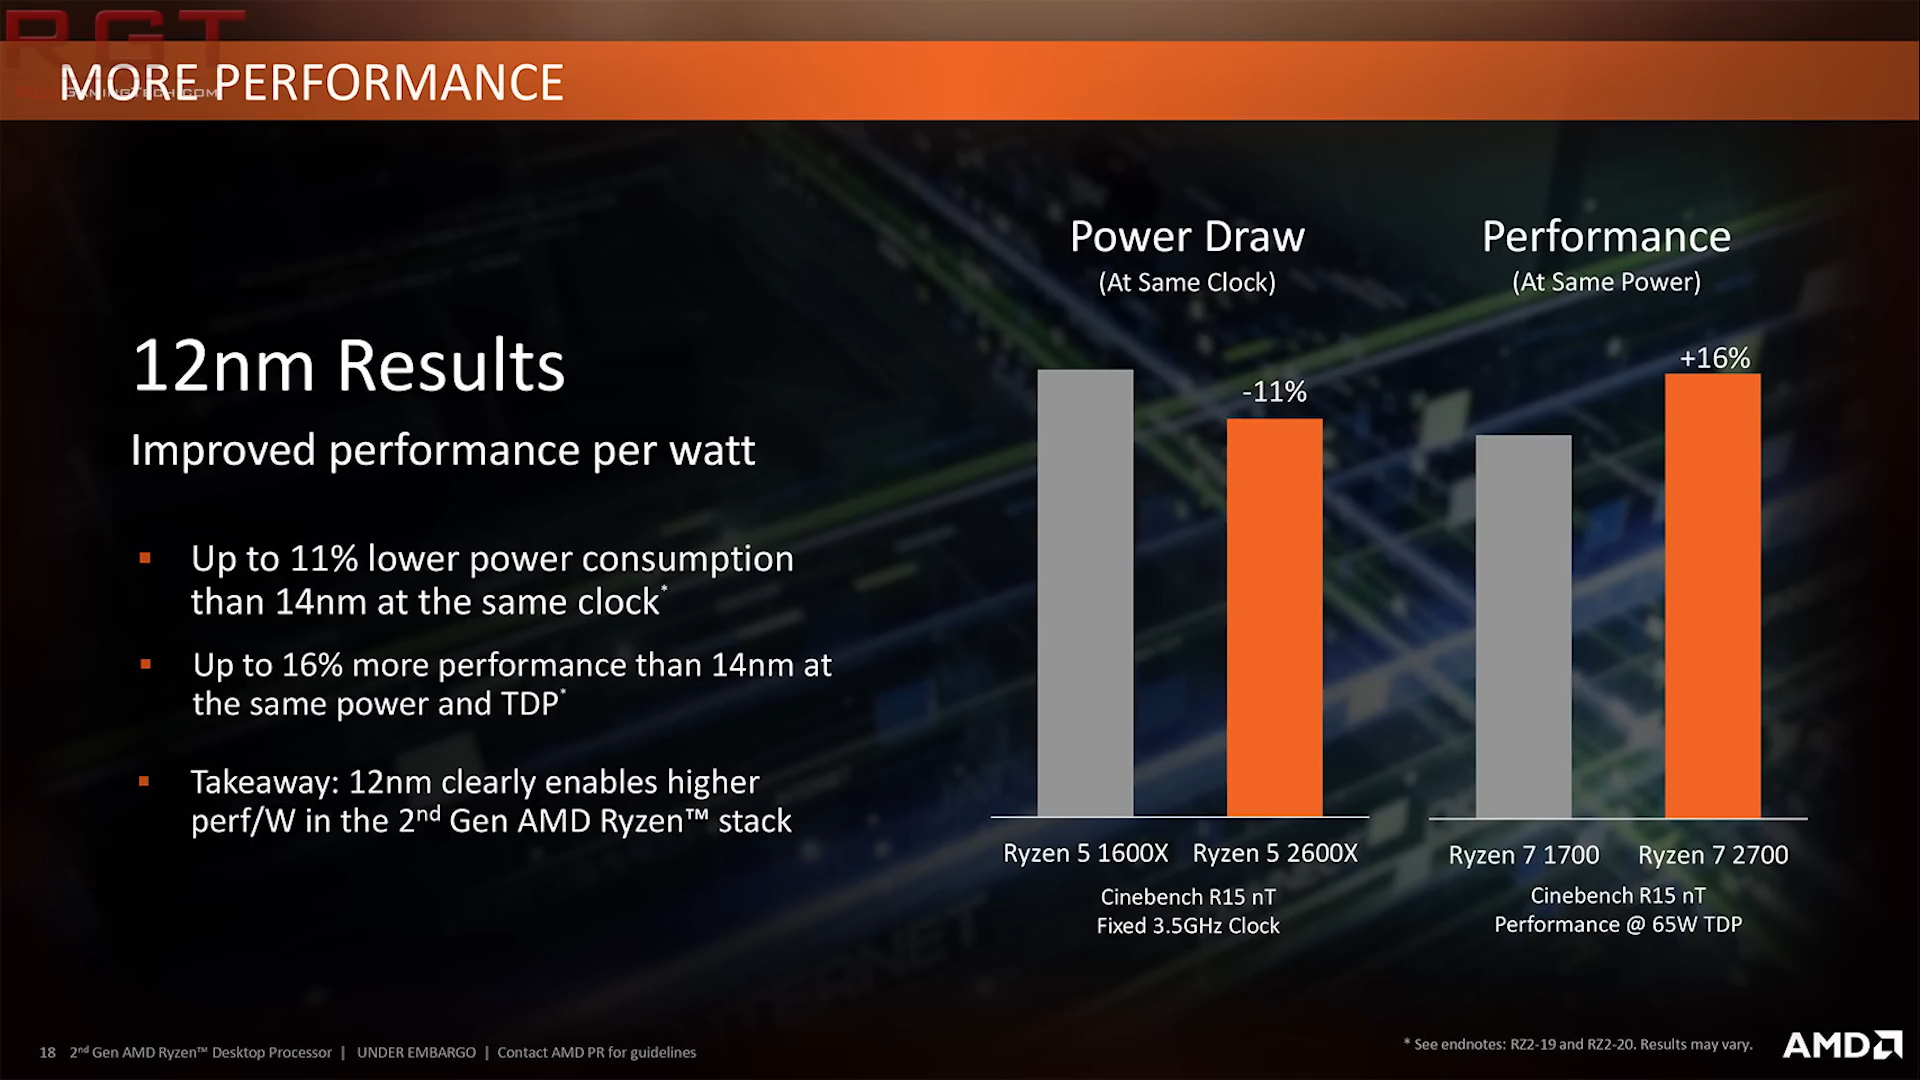 RGT
GAMINGTECH.COM
MORE PERFORMANCE
12nm Results
Improved performance per watt
▪ Up to 11% lower power consumption
than 14nm at the same clock*
▪ Up to 16% more performance than 14nm at
the same power and TDP*
▪ Takeaway: 12nm clearly enables higher
perf/W in the 2nd Gen AMD Ryzen™ stack
Power Draw
(At Same Clock)
-11%
Ryzen 5 1600X Ryzen 5 2600X
Cinebench R15 nT
Fixed 3.5GHz Clock
Performance
(At Same Power)
+16%
Ryzen 7 1700 Ryzen 7 2700
Cinebench R15 nT
Performance @ 65W TDP
18 2nd Gen AMD Ryzen™ Desktop Processor | UNDER EMBARGO | Contact AMD PR for guidelines
* See endnotes: RZ2-19 and RZ2-20. Results may vary.
AMD